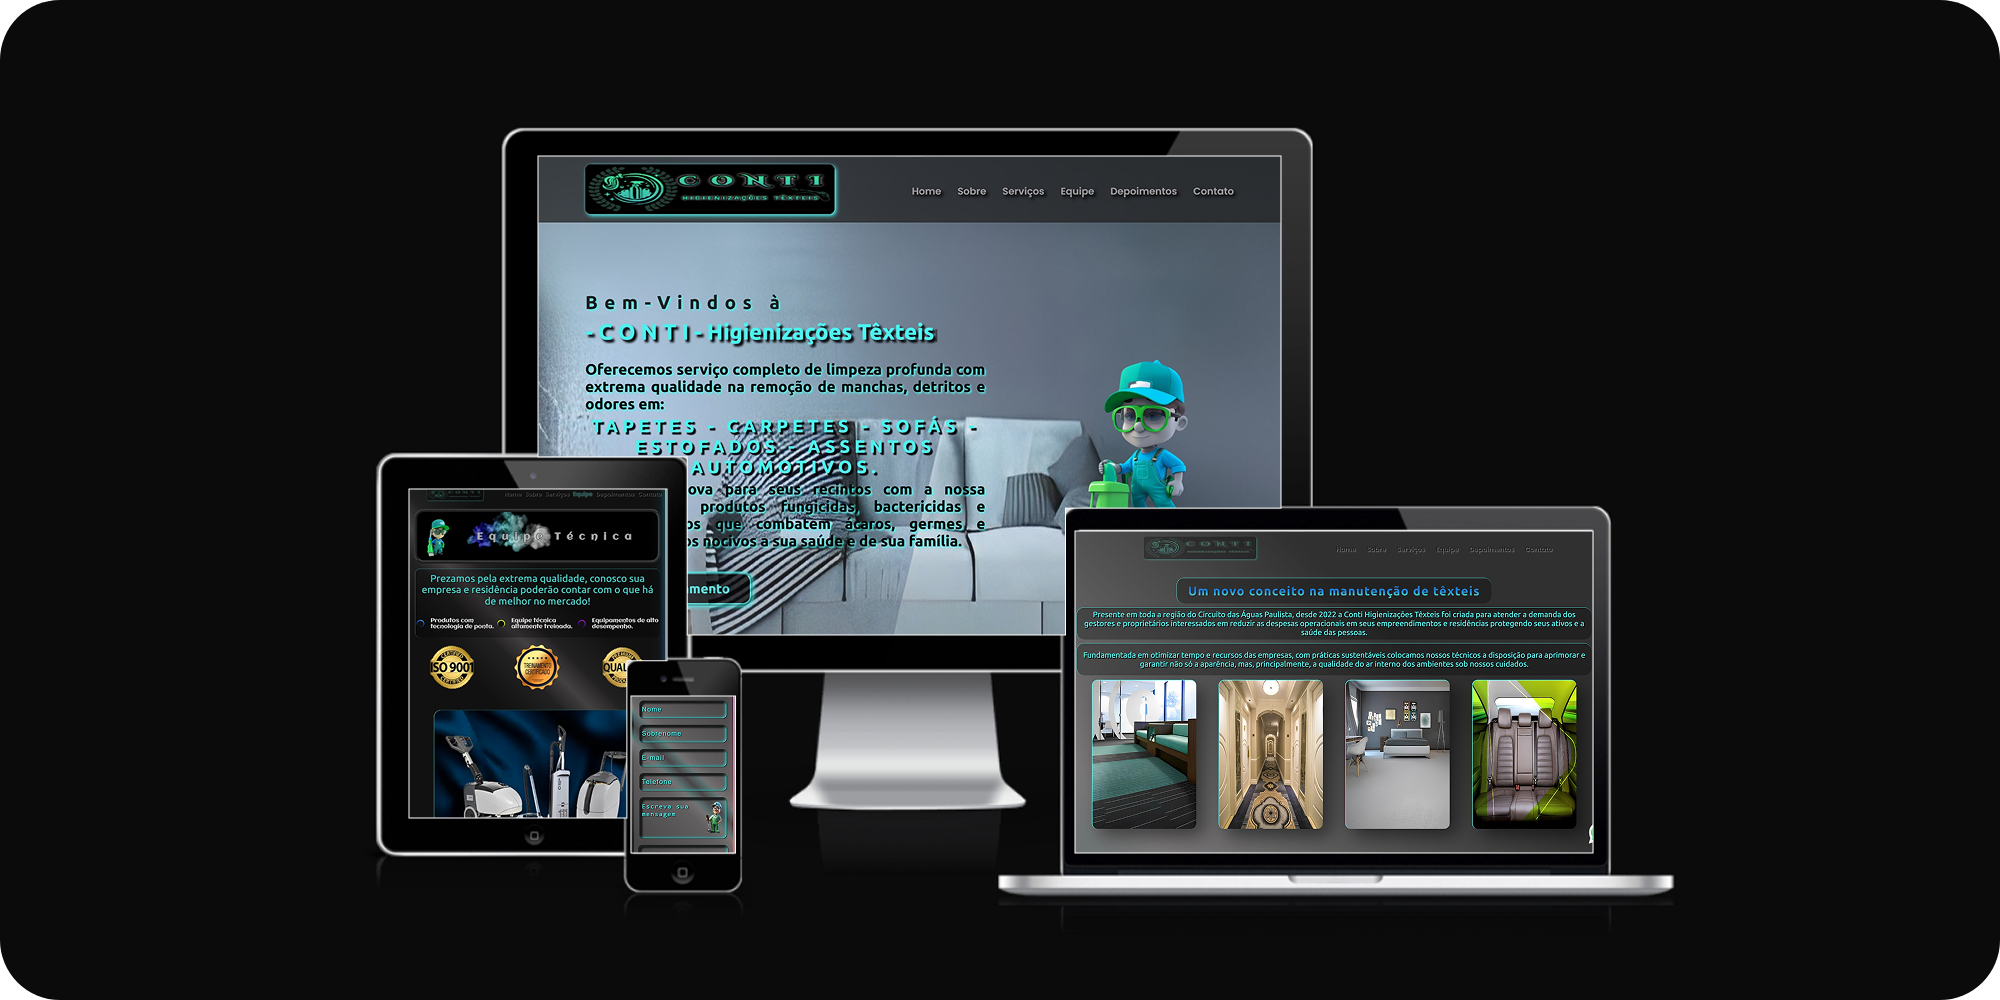 CONTI
HIGIENIZAÇÕES TÊXTEIS
Home Sobre Serviços Equipe Depoimentos Contato
Bem-Vindos à
-CONTI- Higienizações Têxteis
Oferecemos serviço completo de limpeza profunda com
extrema qualidade na remoção de manchas, detritos e
odores em:
TAPETES - CARPETES - SOFÁS -
ESTOFADOS - ASSENTOS
AUTOMOTIVOS.
ova para seus recintos com a nossa
produtos fungicidas, bactericidas e
os que combatem ácaros, germes e
os nocivos a sua saúde e de sua família.
mento
CONTI
Home Sobre Serviços Equipe Depoimentos Contato
Equipe Técnica
Prezamos pela extrema qualidade, conosco sua
empresa e residência poderão contar com o que há
de melhor no mercado!
Produtos com
tecnologia de ponta.
Equipe técnica
altamente treinada.
Equipamentos de alto
desempenho.
CERTIFIED
ISO 9001
CERTIFIED
TREINAMENTO
CERTIFICADO
QUAL
Nome
Sobrenome
E-mail
Telefone
Escreva sua
mensagem
CONTI
HIGIENIZAÇÕES TÊXTEIS
Home Sobre Serviços Equipe Depoimentos Contato
Um novo conceito na manutenção de têxteis
Presente em toda a região do Circuito das Águas Paulista, desde 2022 a Conti Higienizações Têxteis foi criada para atender a demanda dos
gestores e proprietários interessados em reduzir as despesas operacionais em seus empreendimentos e residências protegendo seus ativos e a
saúde das pessoas.
Fundamentada em otimizar tempo e recursos das empresas, com práticas sustentáveis colocamos nossos técnicos a disposição para aprimorar e
garantir não só a aparência, mas, principalmente, a qualidade do ar interno dos ambientes sob nossos cuidados.